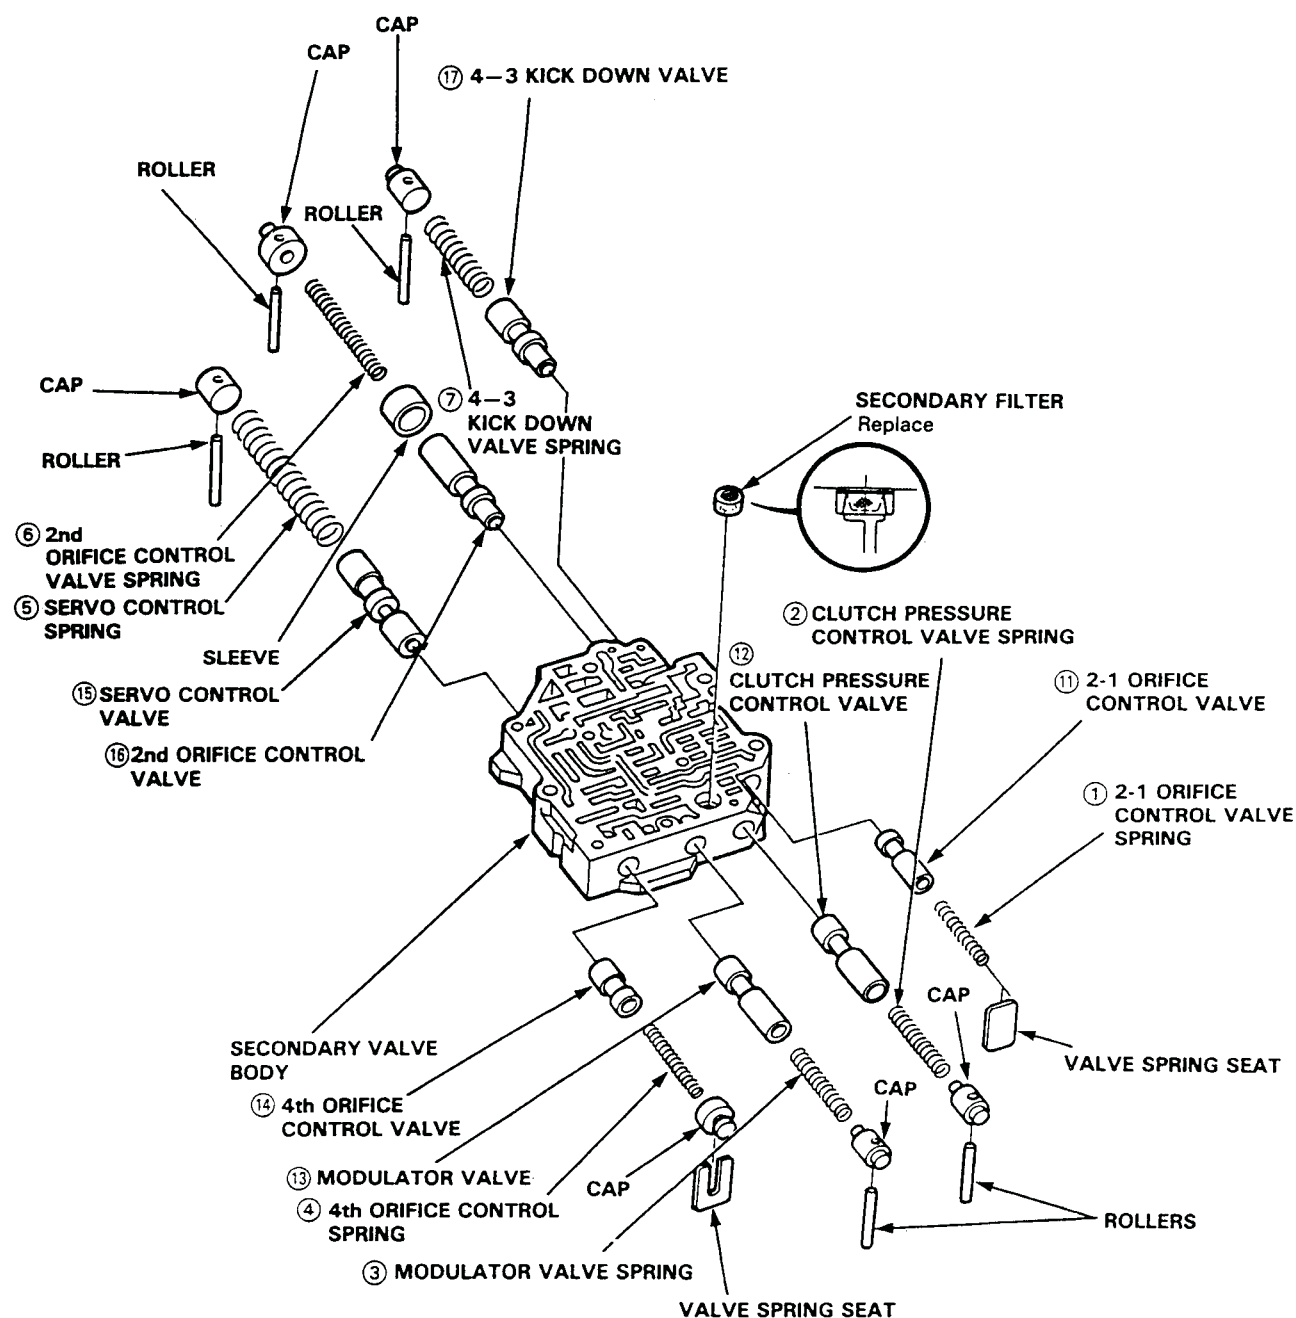 CAP
CAP
⑰ 4—3 KICK DOWN VALVE
ROLLER
ROLLER
CAP
⑦ 4—3
KICK DOWN
VALVE SPRING
SECONDARY FILTER
Replace
ROLLER
⑥ 2nd
ORIFICE CONTROL
VALVE SPRING
⑤ SERVO CONTROL
SPRING
SLEEVE
⑮ SERVO CONTROL
VALVE
⑯ 2nd ORIFICE CONTROL
VALVE
② CLUTCH PRESSURE
CONTROL VALVE SPRING
⑫
CLUTCH PRESSURE
CONTROL VALVE
⑪ 2-1 ORIFICE
CONTROL VALVE
① 2-1 ORIFICE
CONTROL VALVE
SPRING
CAP
SECONDARY VALVE
BODY
VALVE SPRING SEAT
CAP
⑭ 4th ORIFICE
CONTROL VALVE
⑬ MODULATOR VALVE
CAP
④ 4th ORIFICE CONTROL
SPRING
ROLLERS
③ MODULATOR VALVE SPRING
VALVE SPRING SEAT